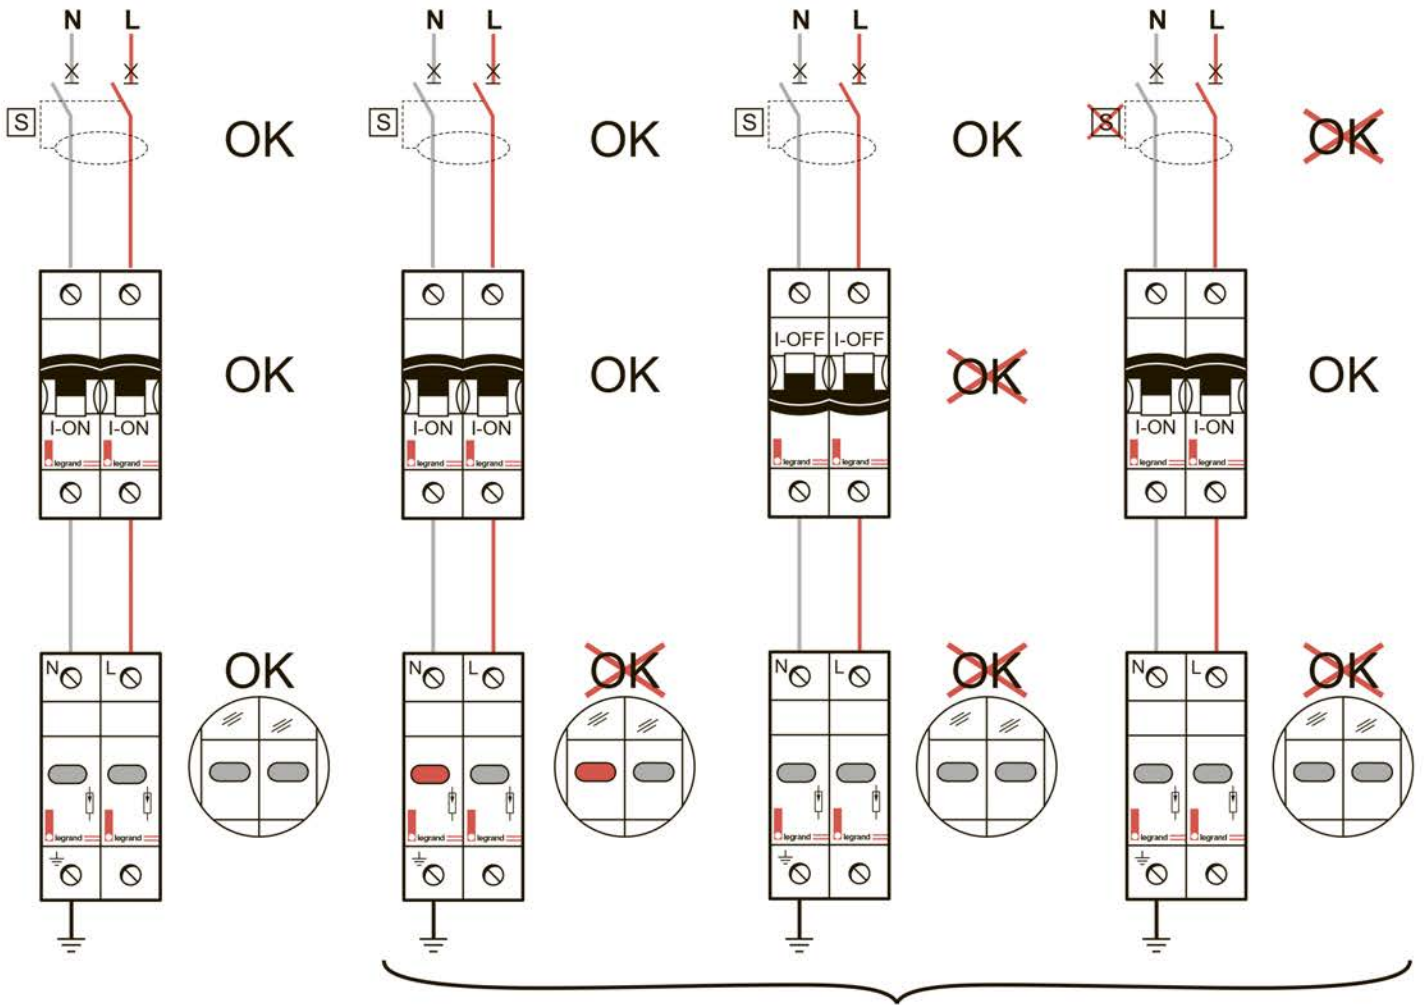 N L N L N L N L
S OK S OK S OK S OK
I-OFF I-OFF
OK OK OK OK
I-ON I-ON I-ON I-ON I-ON I-ON
legrand legrand legrand legrand legrand legrand legrand legrand
N L OK N L OK N L OK N L OK
legrand legrand legrand legrand legrand legrand legrand legrand